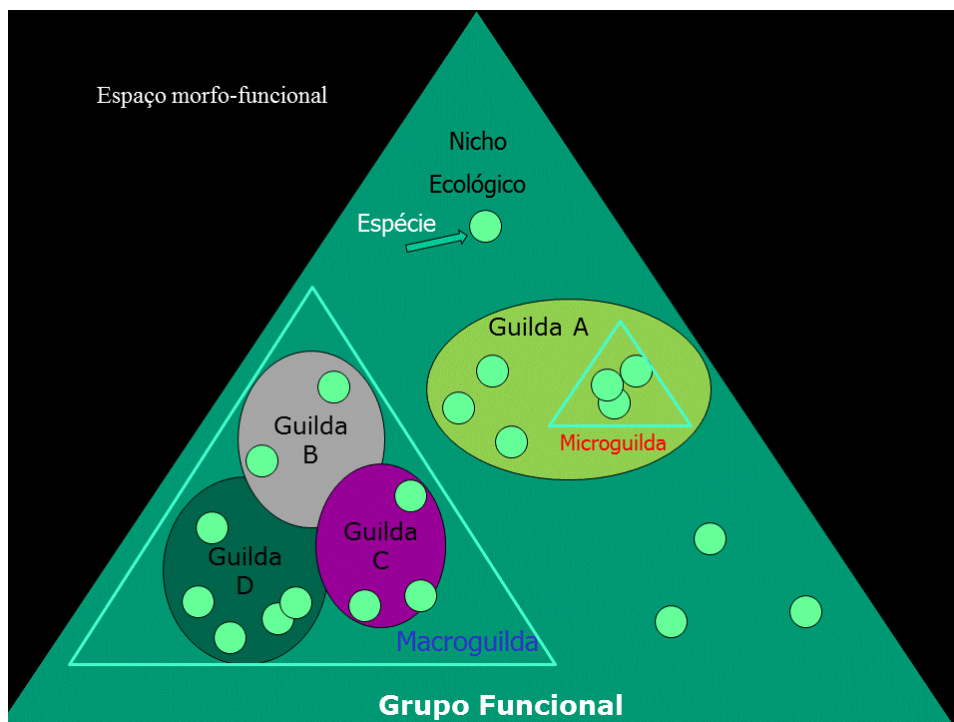 Espaço morfo-funcional
Nicho
Ecológico
Espécie
Guilda A
Microguilda
Guilda
B
Guilda
C
Guilda
D
Macroguilda
Grupo Funcional